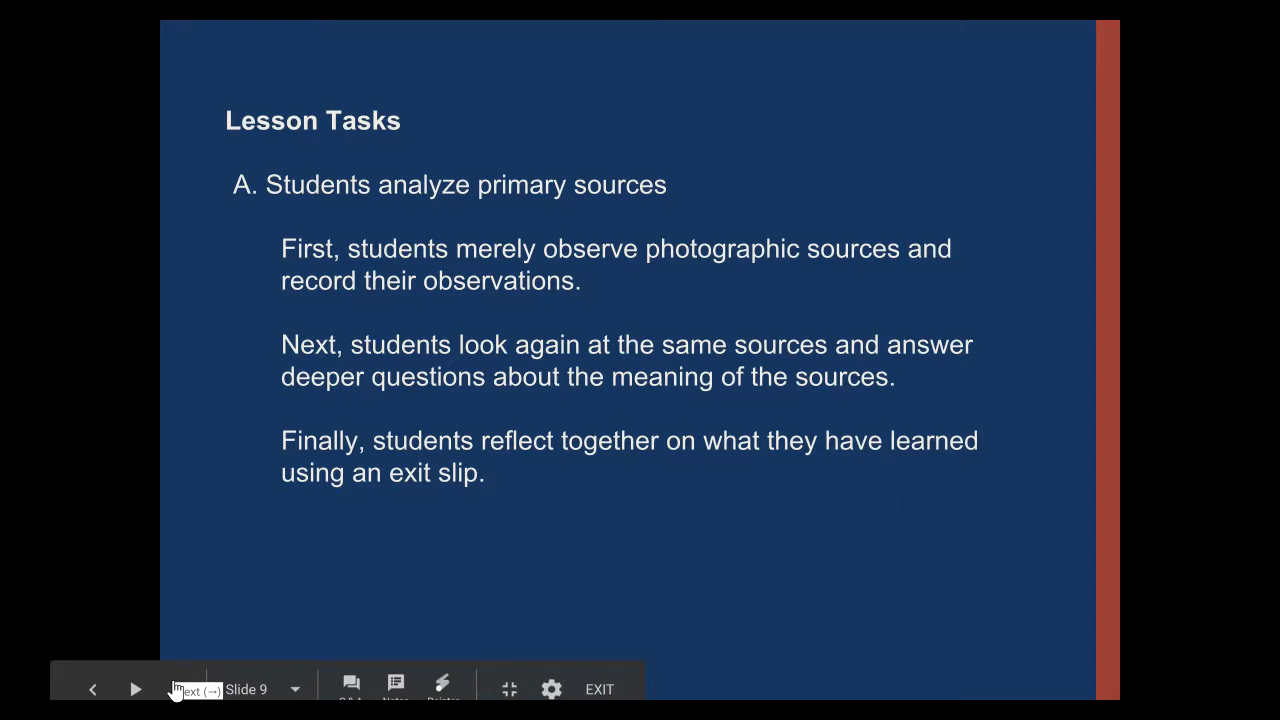 Lesson Tasks
A. Students analyze primary sources
First, students merely observe photographic sources and
record their observations.
Next, students look again at the same sources and answer
deeper questions about the meaning of the sources.
Finally, students reflect together on what they have learned
using an exit slip.
ext (→)
Slide 9
EXIT